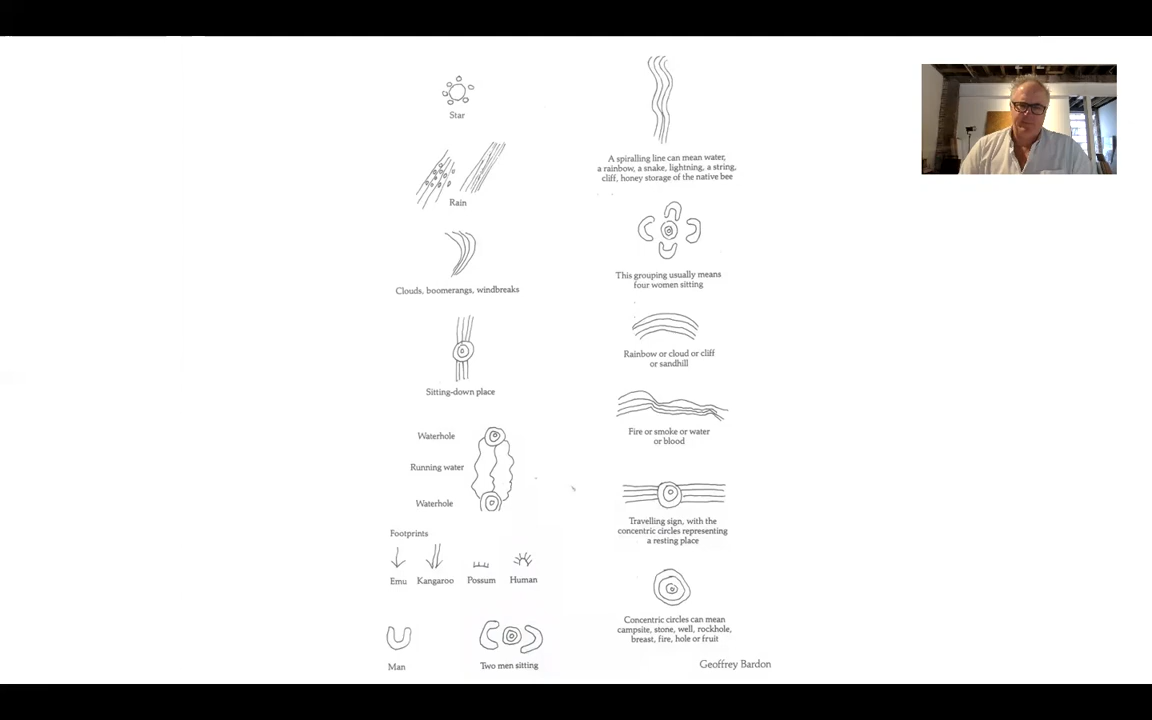 Star
Rain
Clouds, boomerangs, windbreaks
Sitting-down place
Waterhole
Running water
Waterhole
Footprints
Emu Kangaroo Possum Human
Man Two men sitting
A spiralling line can mean water,
a rainbow, a snake, lightning, a string,
cliff, honey storage of the native bee
This grouping usually means
four women sitting
Rainbow or cloud or cliff
or sandhill
Fire or smoke or water
or blood
Travelling sign, with the
concentric circles representing
a resting place
Concentric circles can mean
campsite, stone, well, rockhole,
breast, fire, hole or fruit
Geoffrey Bardon